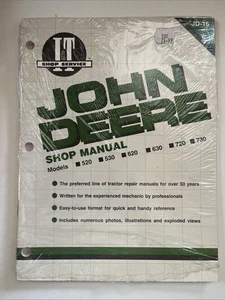 JD-16
IT
SHOP SERVICE
JOHN
DEERE
SHOP MANUAL
Models ■ 520 ■ 530 ■ 620 ■ 630 ■ 720 ■ 730
■ The preferred line of tractor repair manuals for over 50 years
■ Written for the experienced mechanic by professionals
■ Easy-to-use format for quick and handy reference
■ Includes numerous photos, illustrations and exploded views